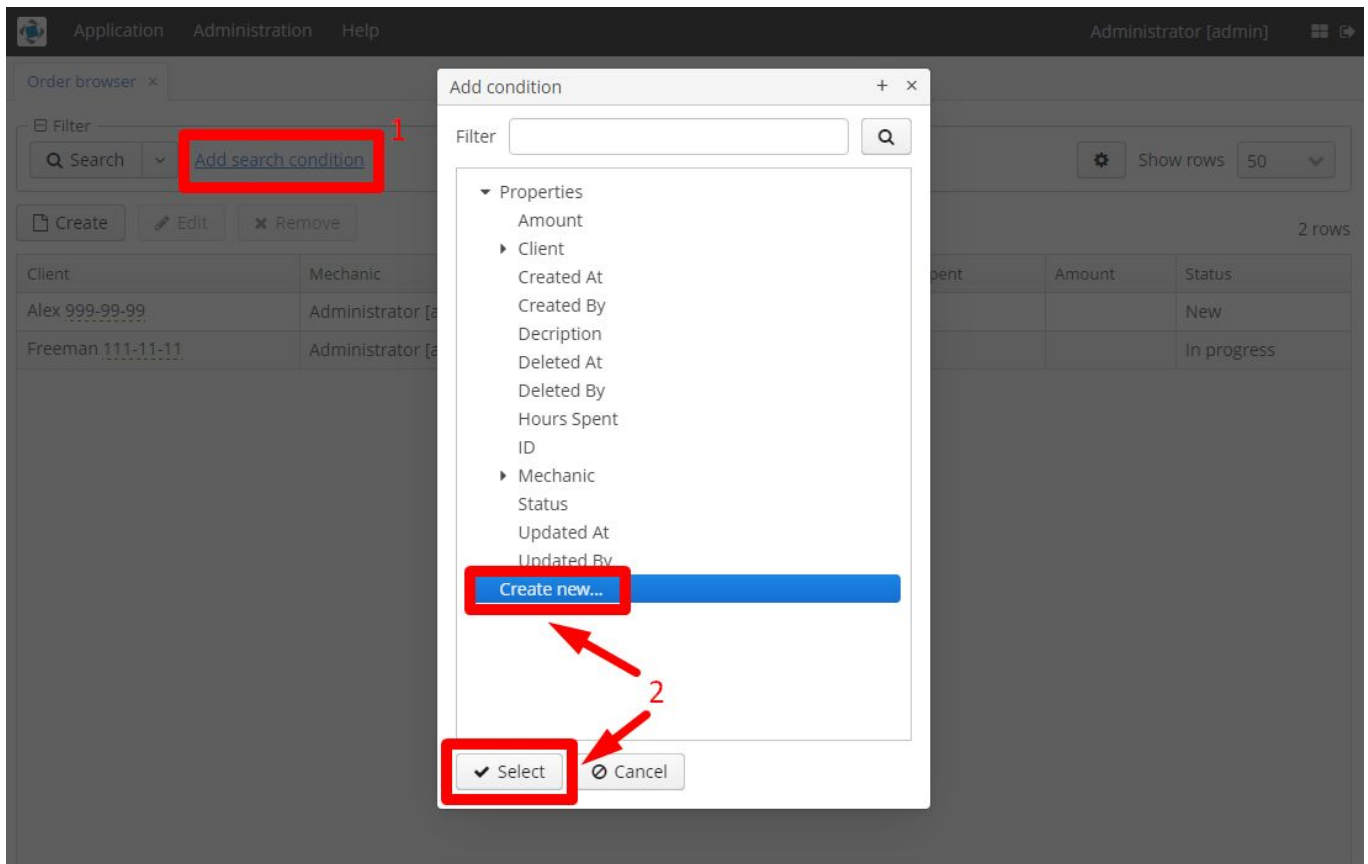 Application Administration Help Administrator [admin]
Order browser ×
Filter
Search Add search condition 1 Show rows 50
Create Edit Remove 2 rows
Client Mechanic pent Amount Status
Alex 999-99-99 Administrator [a New
Freeman 111-11-11 Administrator [a In progress
Add condition + ×
Filter
Properties
Amount
Client
Created At
Created By
Decription
Deleted At
Deleted By
Hours Spent
ID
Mechanic
Status
Updated At
Updated By
Create new...
2
Select Cancel